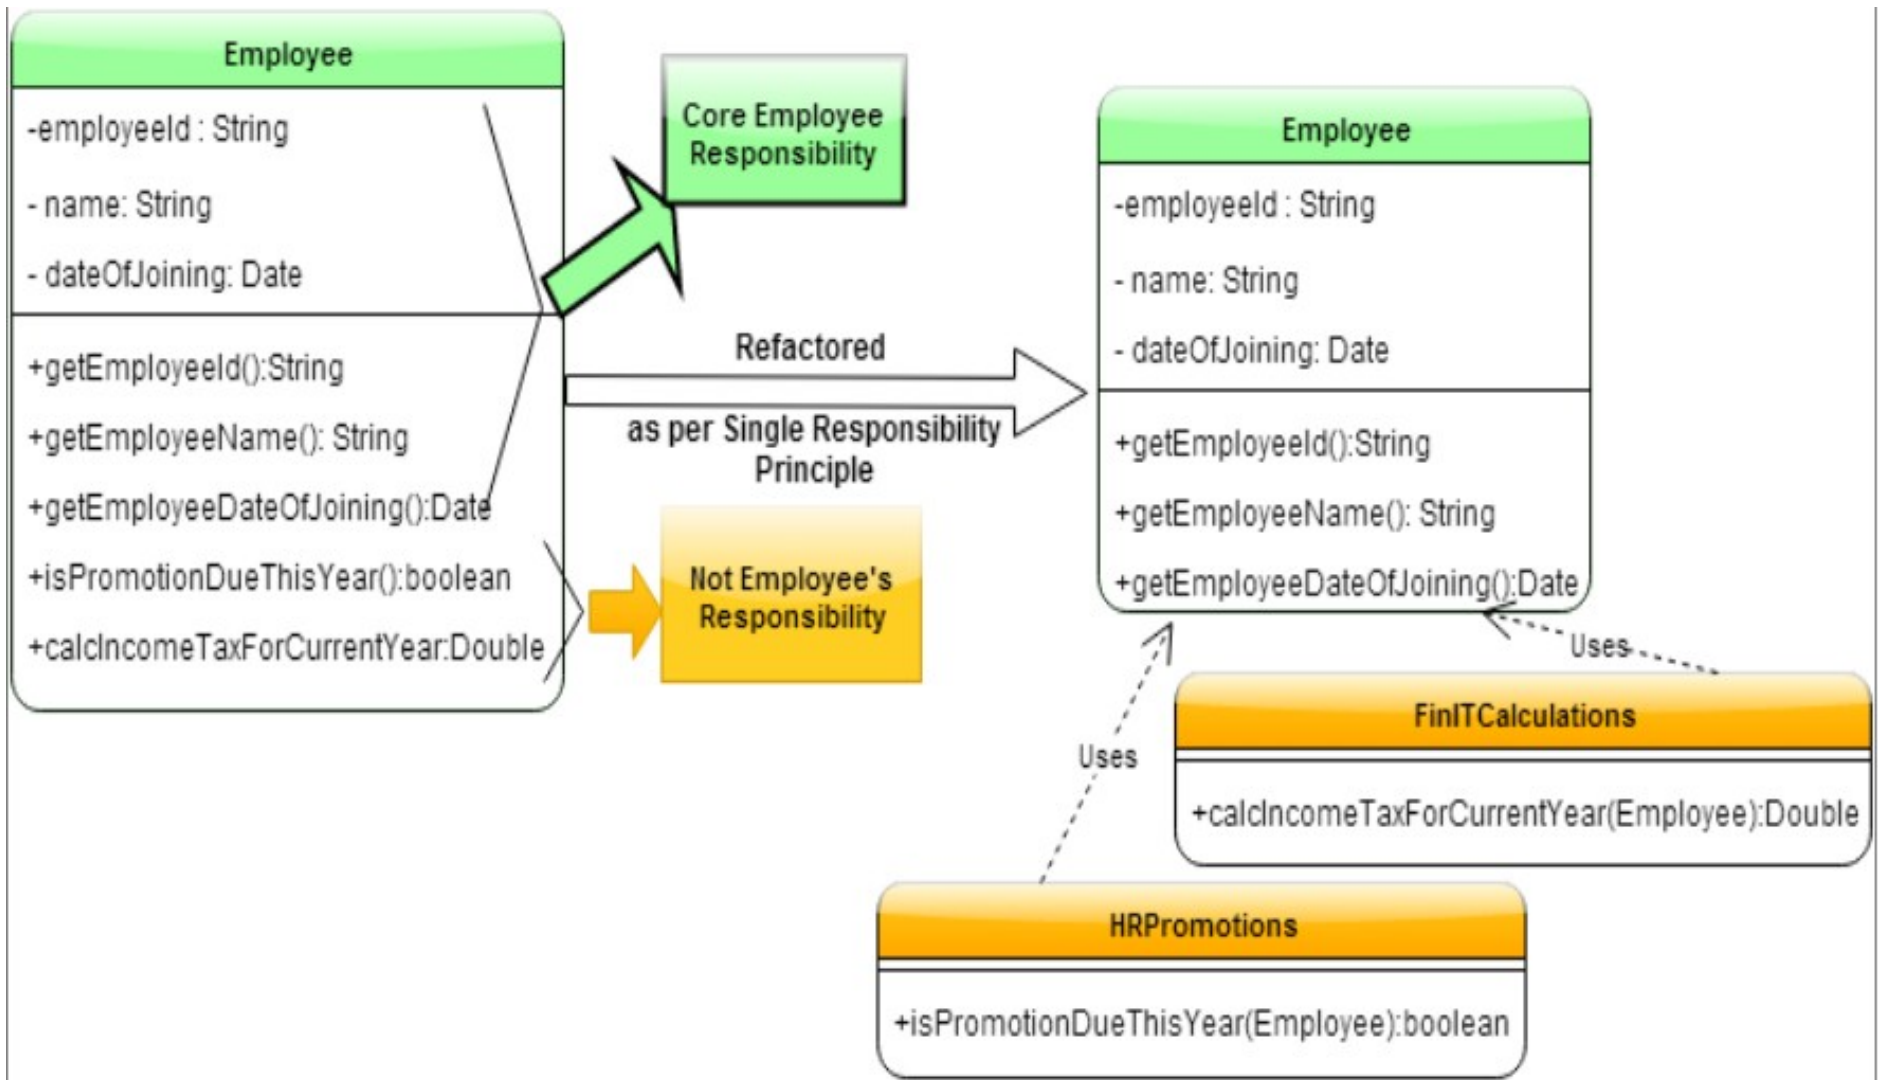 Employee
-employeeId : String
- name: String
- dateOfJoining: Date
+getEmployeeId():String
+getEmployeeName(): String
+getEmployeeDateOfJoining():Date
+isPromotionDueThisYear():boolean
+calcIncomeTaxForCurrentYear:Double
Core Employee
Responsibility
Refactored
as per Single Responsibility
Principle
Not Employee's
Responsibility
Employee
-employeeId : String
- name: String
- dateOfJoining: Date
+getEmployeeId():String
+getEmployeeName(): String
+getEmployeeDateOfJoining():Date
Uses
Uses
FinITCalculations
+calcIncomeTaxForCurrentYear(Employee):Double
HRPromotions
+isPromotionDueThisYear(Employee):boolean